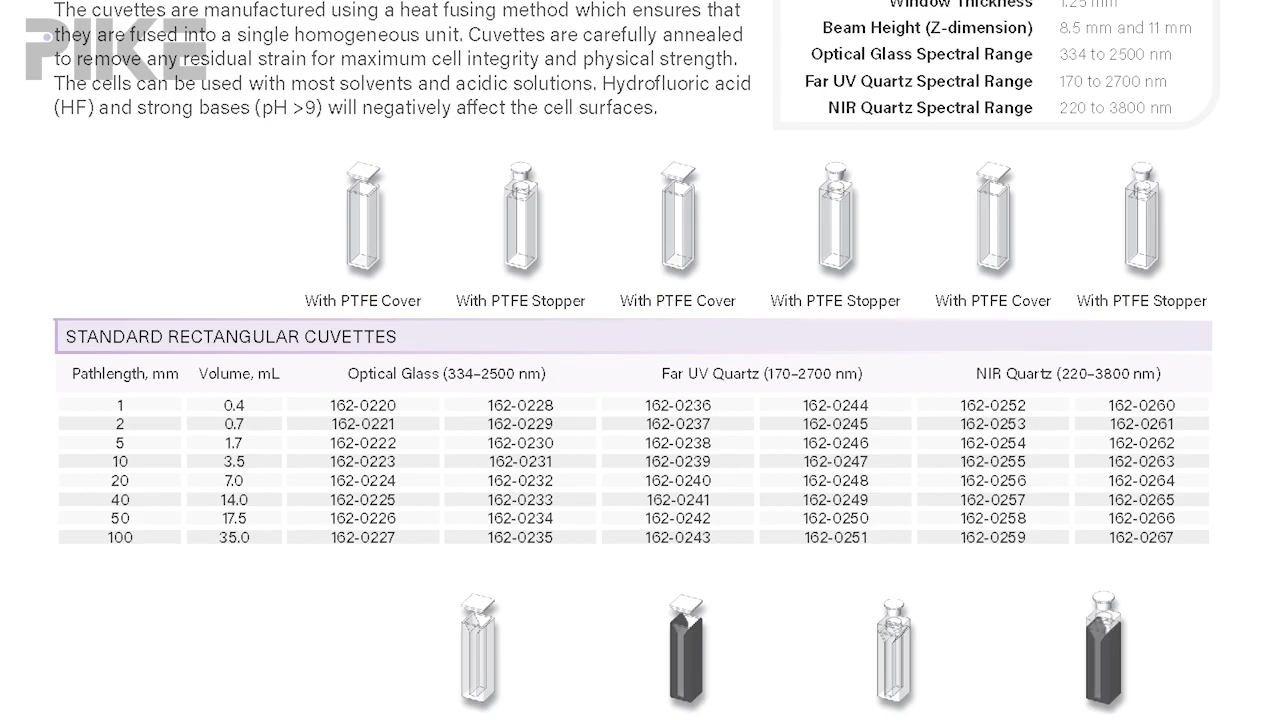 The cuvettes are manufactured using a heat fusing method which ensures that
they are fused into a single homogeneous unit. Cuvettes are carefully annealed
to remove any residual strain for maximum cell integrity and physical strength.
The cells can be used with most solvents and acidic solutions. Hydrofluoric acid
(HF) and strong bases (pH >9) will negatively affect the cell surfaces.
PIKE
Window Thickness 1.25 mm
Beam Height (Z-dimension) 8.5 mm and 11 mm
Optical Glass Spectral Range 334 to 2500 nm
Far UV Quartz Spectral Range 170 to 2700 nm
NIR Quartz Spectral Range 220 to 3800 nm
With PTFE Cover With PTFE Stopper With PTFE Cover With PTFE Stopper With PTFE Cover With PTFE Stopper
STANDARD RECTANGULAR CUVETTES
Pathlength, mm Volume, mL Optical Glass (334–2500 nm) Far UV Quartz (170–2700 nm) NIR Quartz (220–3800 nm)
1 0.4 162-0220 162-0228 162-0236 162-0244 162-0252 162-0260
2 0.7 162-0221 162-0229 162-0237 162-0245 162-0253 162-0261
5 1.7 162-0222 162-0230 162-0238 162-0246 162-0254 162-0262
10 3.5 162-0223 162-0231 162-0239 162-0247 162-0255 162-0263
20 7.0 162-0224 162-0232 162-0240 162-0248 162-0256 162-0264
40 14.0 162-0225 162-0233 162-0241 162-0249 162-0257 162-0265
50 17.5 162-0226 162-0234 162-0242 162-0250 162-0258 162-0266
100 35.0 162-0227 162-0235 162-0243 162-0251 162-0259 162-0267